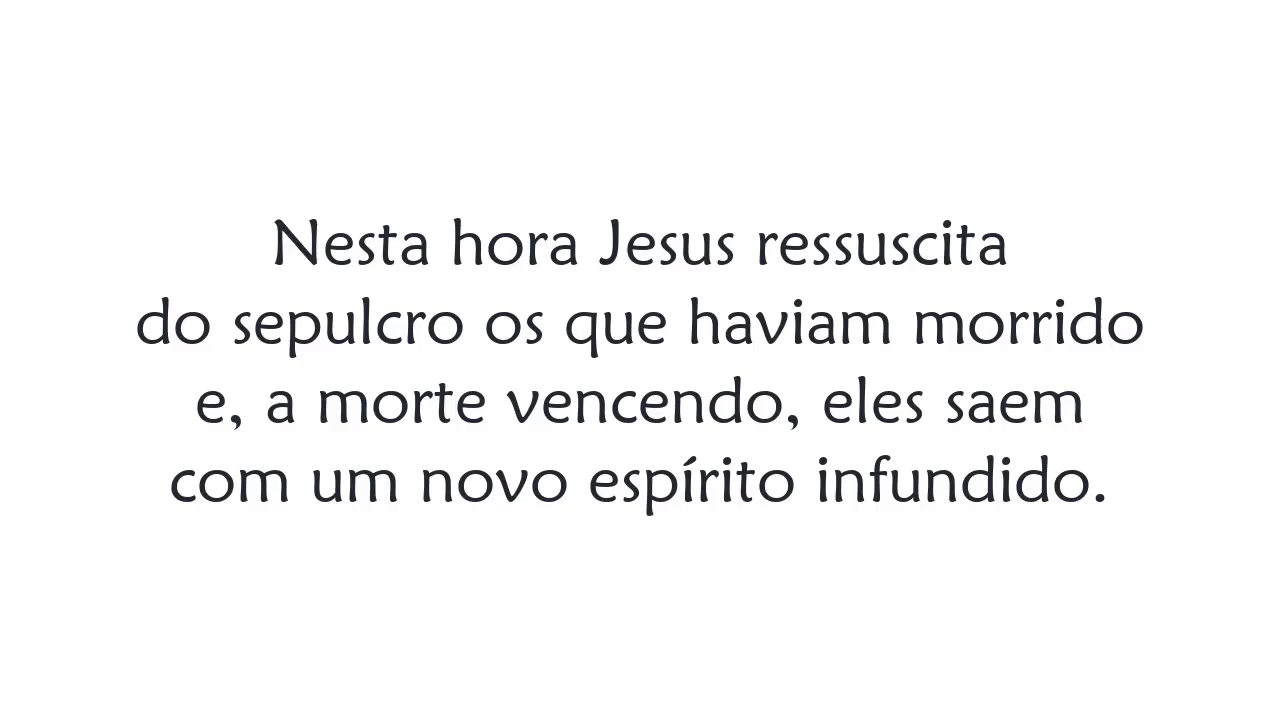 Nesta hora Jesus ressuscita
do sepulcro os que haviam morrido
e, a morte vencendo, eles saem
com um novo espírito infundido.